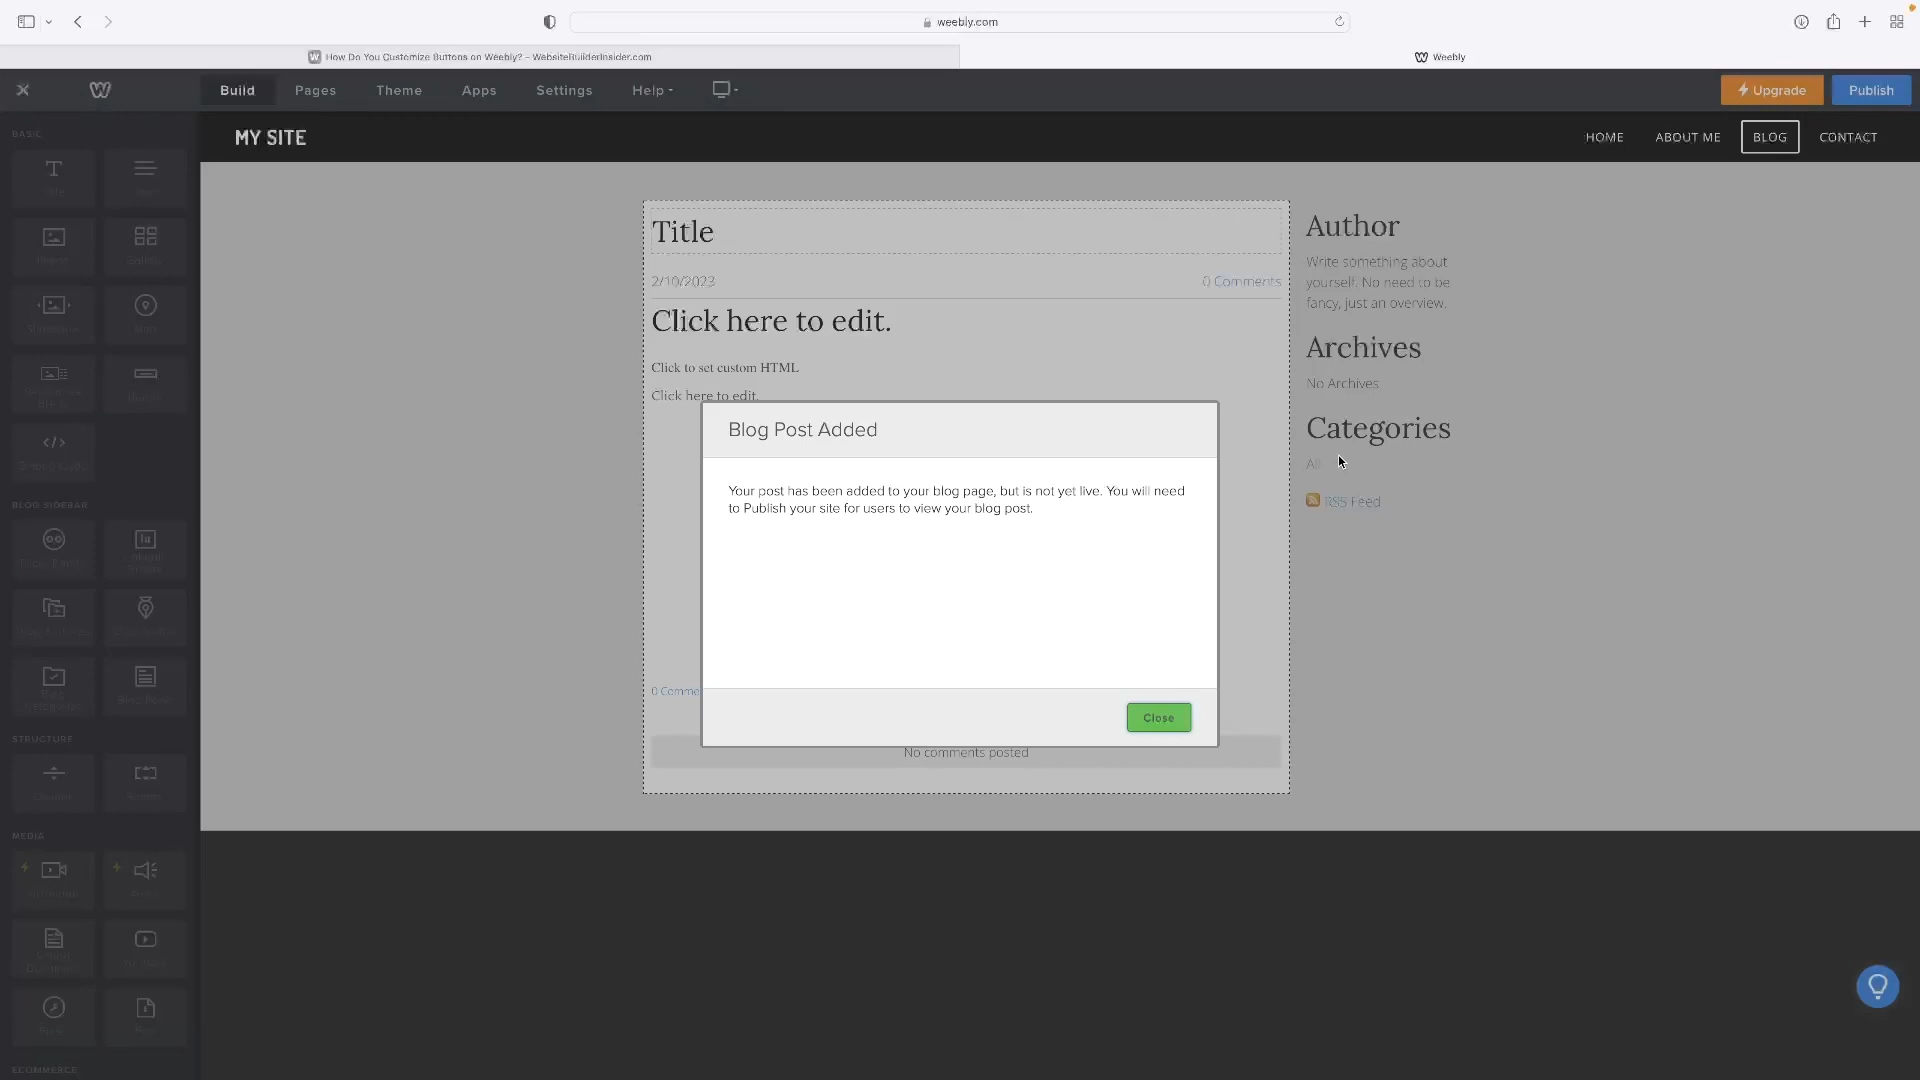 weebly.com
How Do You Customize Buttons on Weebly? – WebsiteBuilderInsider.com
Weebly
Build
Pages
Theme
Apps
Settings
Help
Upgrade
Publish
MY SITE
HOME
ABOUT ME
BLOG
CONTACT
BASIC
BLOG SIDEBAR
STRUCTURE
MEDIA
ECOMMERCE
Title
2/10/2023
0 Comments
Click here to edit.
Click to set custom HTML
Click here to edit.
Blog Post Added
Your post has been added to your blog page, but is not yet live. You will need
to Publish your site for users to view your blog post.
Close
0 Comme
No comments posted
Author
Write something about
yourself. No need to be
fancy, just an overview.
Archives
No Archives
Categories
All
RSS Feed